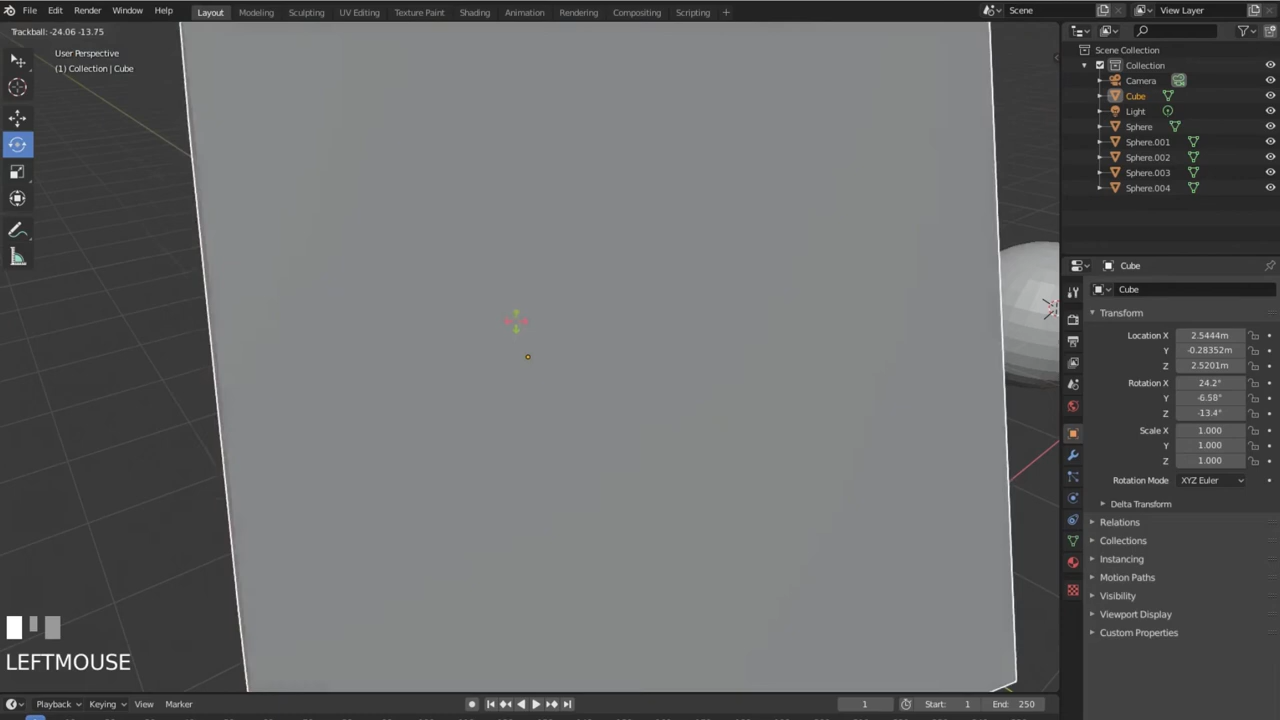 File Edit Render Window Help Layout Modeling Sculpting UV Editing Texture Paint Shading Animation Rendering Compositing Scripting + Scene View Layer
Trackball: -24.06 -13.75
User Perspective
(1) Collection | Cube
Scene Collection
Collection
Camera
Cube
Light
Sphere
Sphere.001
Sphere.002
Sphere.003
Sphere.004
Cube
Cube
Transform
Location X 2.5444m
Y -0.28352m
Z 2.5201m
Rotation X 24.2°
Y -6.58°
Z -13.4°
Scale X 1.000
Y 1.000
Z 1.000
Rotation Mode XYZ Euler
Delta Transform
Relations
Collections
Instancing
Motion Paths
Visibility
Viewport Display
Custom Properties
LEFTMOUSE
Playback Keying View Marker 1 Start: 1 End: 250